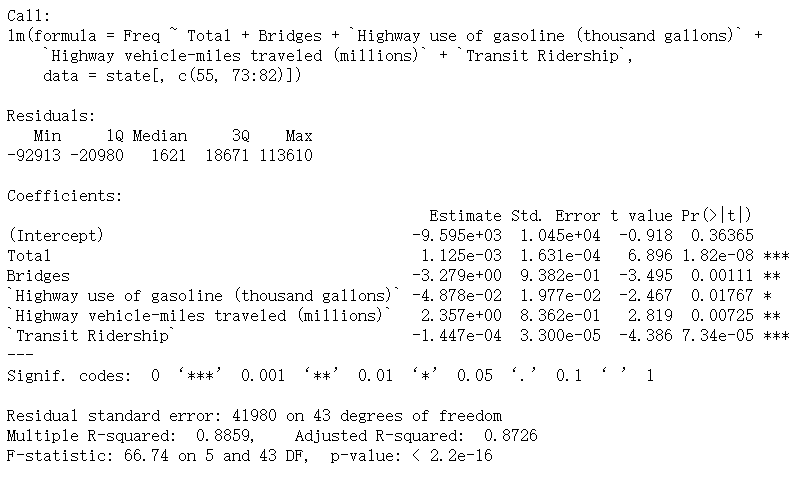 Call:
lm(formula = Freq ~ Total + Bridges + `Highway use of gasoline (thousand gallons)` +
    `Highway vehicle-miles traveled (millions)` + `Transit Ridership`,
    data = state[, c(55, 73:82)])

Residuals:
   Min     1Q Median     3Q    Max
-92913 -20980   1621  18671 113610

Coefficients:
                                               Estimate Std. Error t value Pr(>|t|)
(Intercept)                                  -9.595e+03  1.045e+04  -0.918  0.36365
Total                                         1.125e-03  1.631e-04   6.896 1.82e-08 ***
Bridges                                      -3.279e+00  9.382e-01  -3.495  0.00111 **
`Highway use of gasoline (thousand gallons)` -4.878e-02  1.977e-02  -2.467  0.01767 *
`Highway vehicle-miles traveled (millions)`   2.357e+00  8.362e-01   2.819  0.00725 **
`Transit Ridership`                          -1.447e-04  3.300e-05  -4.386 7.34e-05 ***
---
Signif. codes:  0 ‘***’ 0.001 ‘**’ 0.01 ‘*’ 0.05 ‘.’ 0.1 ‘ ’ 1

Residual standard error: 41980 on 43 degrees of freedom
Multiple R-squared:  0.8859,    Adjusted R-squared:  0.8726
F-statistic: 66.74 on 5 and 43 DF,  p-value: < 2.2e-16